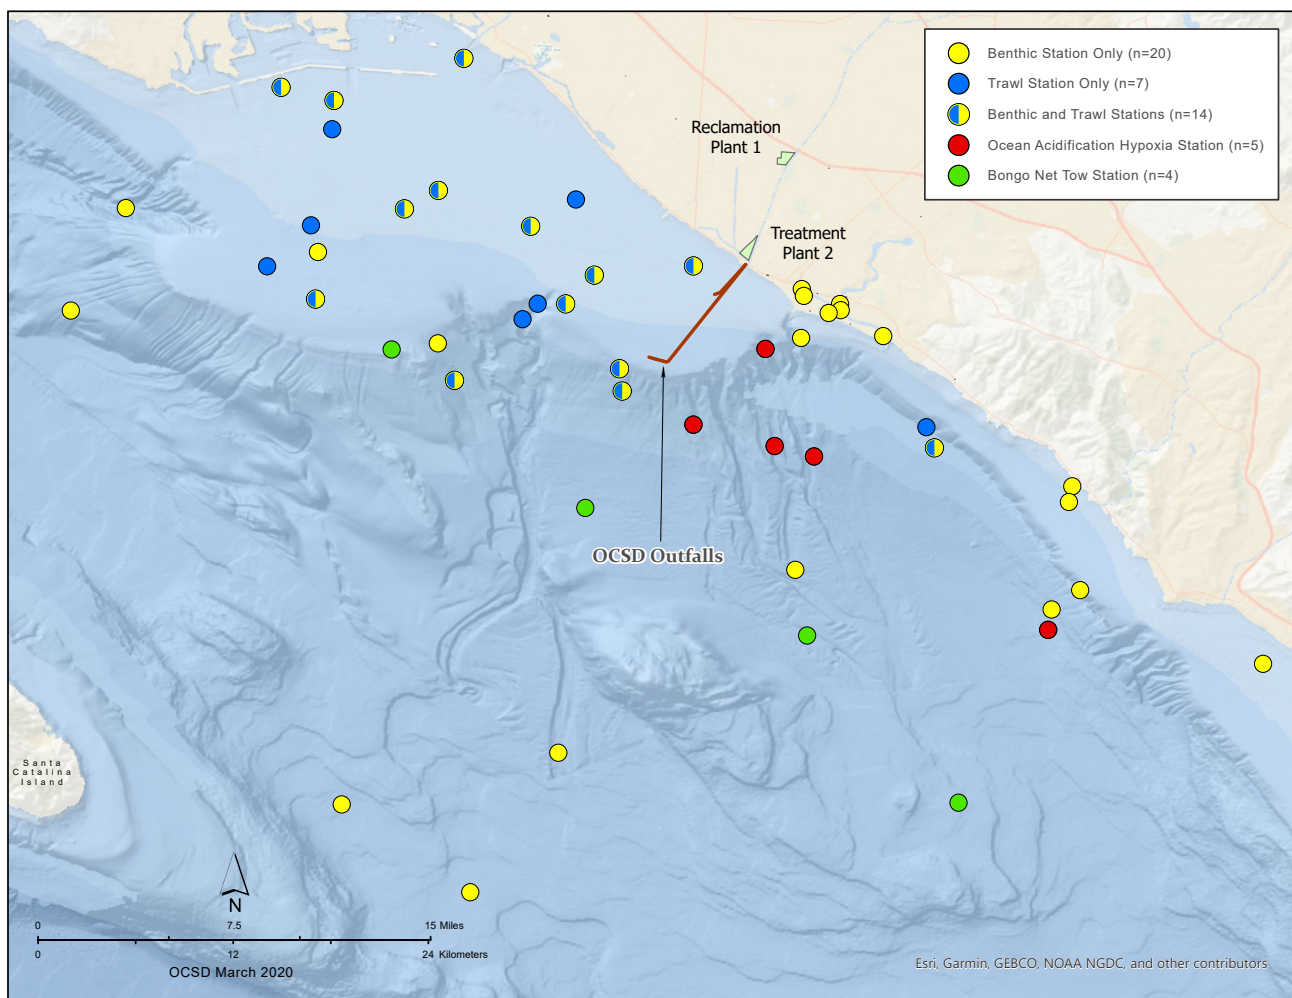 Benthic Station Only (n=20)
Trawl Station Only (n=7)
Benthic and Trawl Stations (n=14)
Ocean Acidification Hypoxia Station (n=5)
Bongo Net Tow Station (n=4)
Reclamation
Plant 1
Treatment
Plant 2
OCSD Outfalls
Santa
Catalina
Island
N
0 7.5 15 Miles
0 12 24 Kilometers
OCSD March 2020
Esri, Garmin, GEBCO, NOAA NGDC, and other contributors